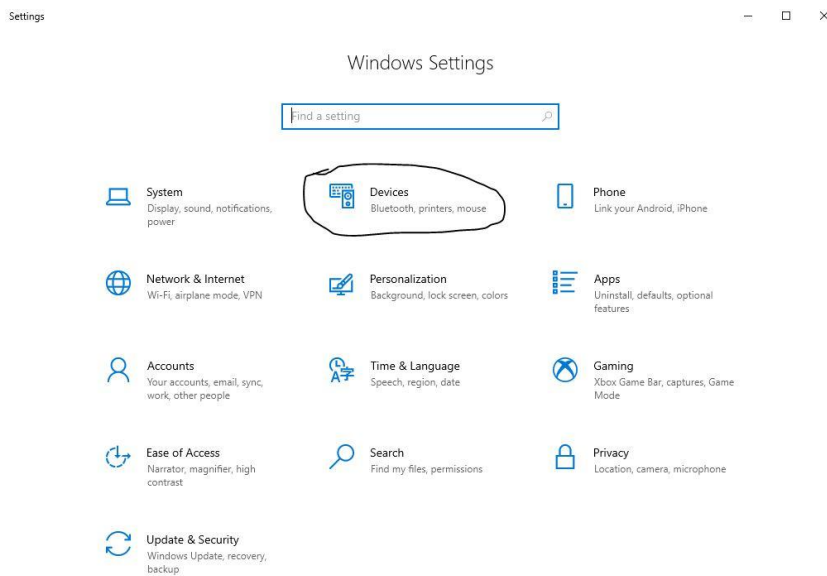 Settings
Windows Settings
Find a setting
System
Display, sound, notifications,
power
Devices
Bluetooth, printers, mouse
Phone
Link your Android, iPhone
Network & Internet
Wi-Fi, airplane mode, VPN
Personalization
Background, lock screen, colors
Apps
Uninstall, defaults, optional
features
Accounts
Your accounts, email, sync,
work, other people
Time & Language
Speech, region, date
Gaming
Xbox Game Bar, captures, Game
Mode
Ease of Access
Narrator, magnifier, high
contrast
Search
Find my files, permissions
Privacy
Location, camera, microphone
Update & Security
Windows Update, recovery,
backup